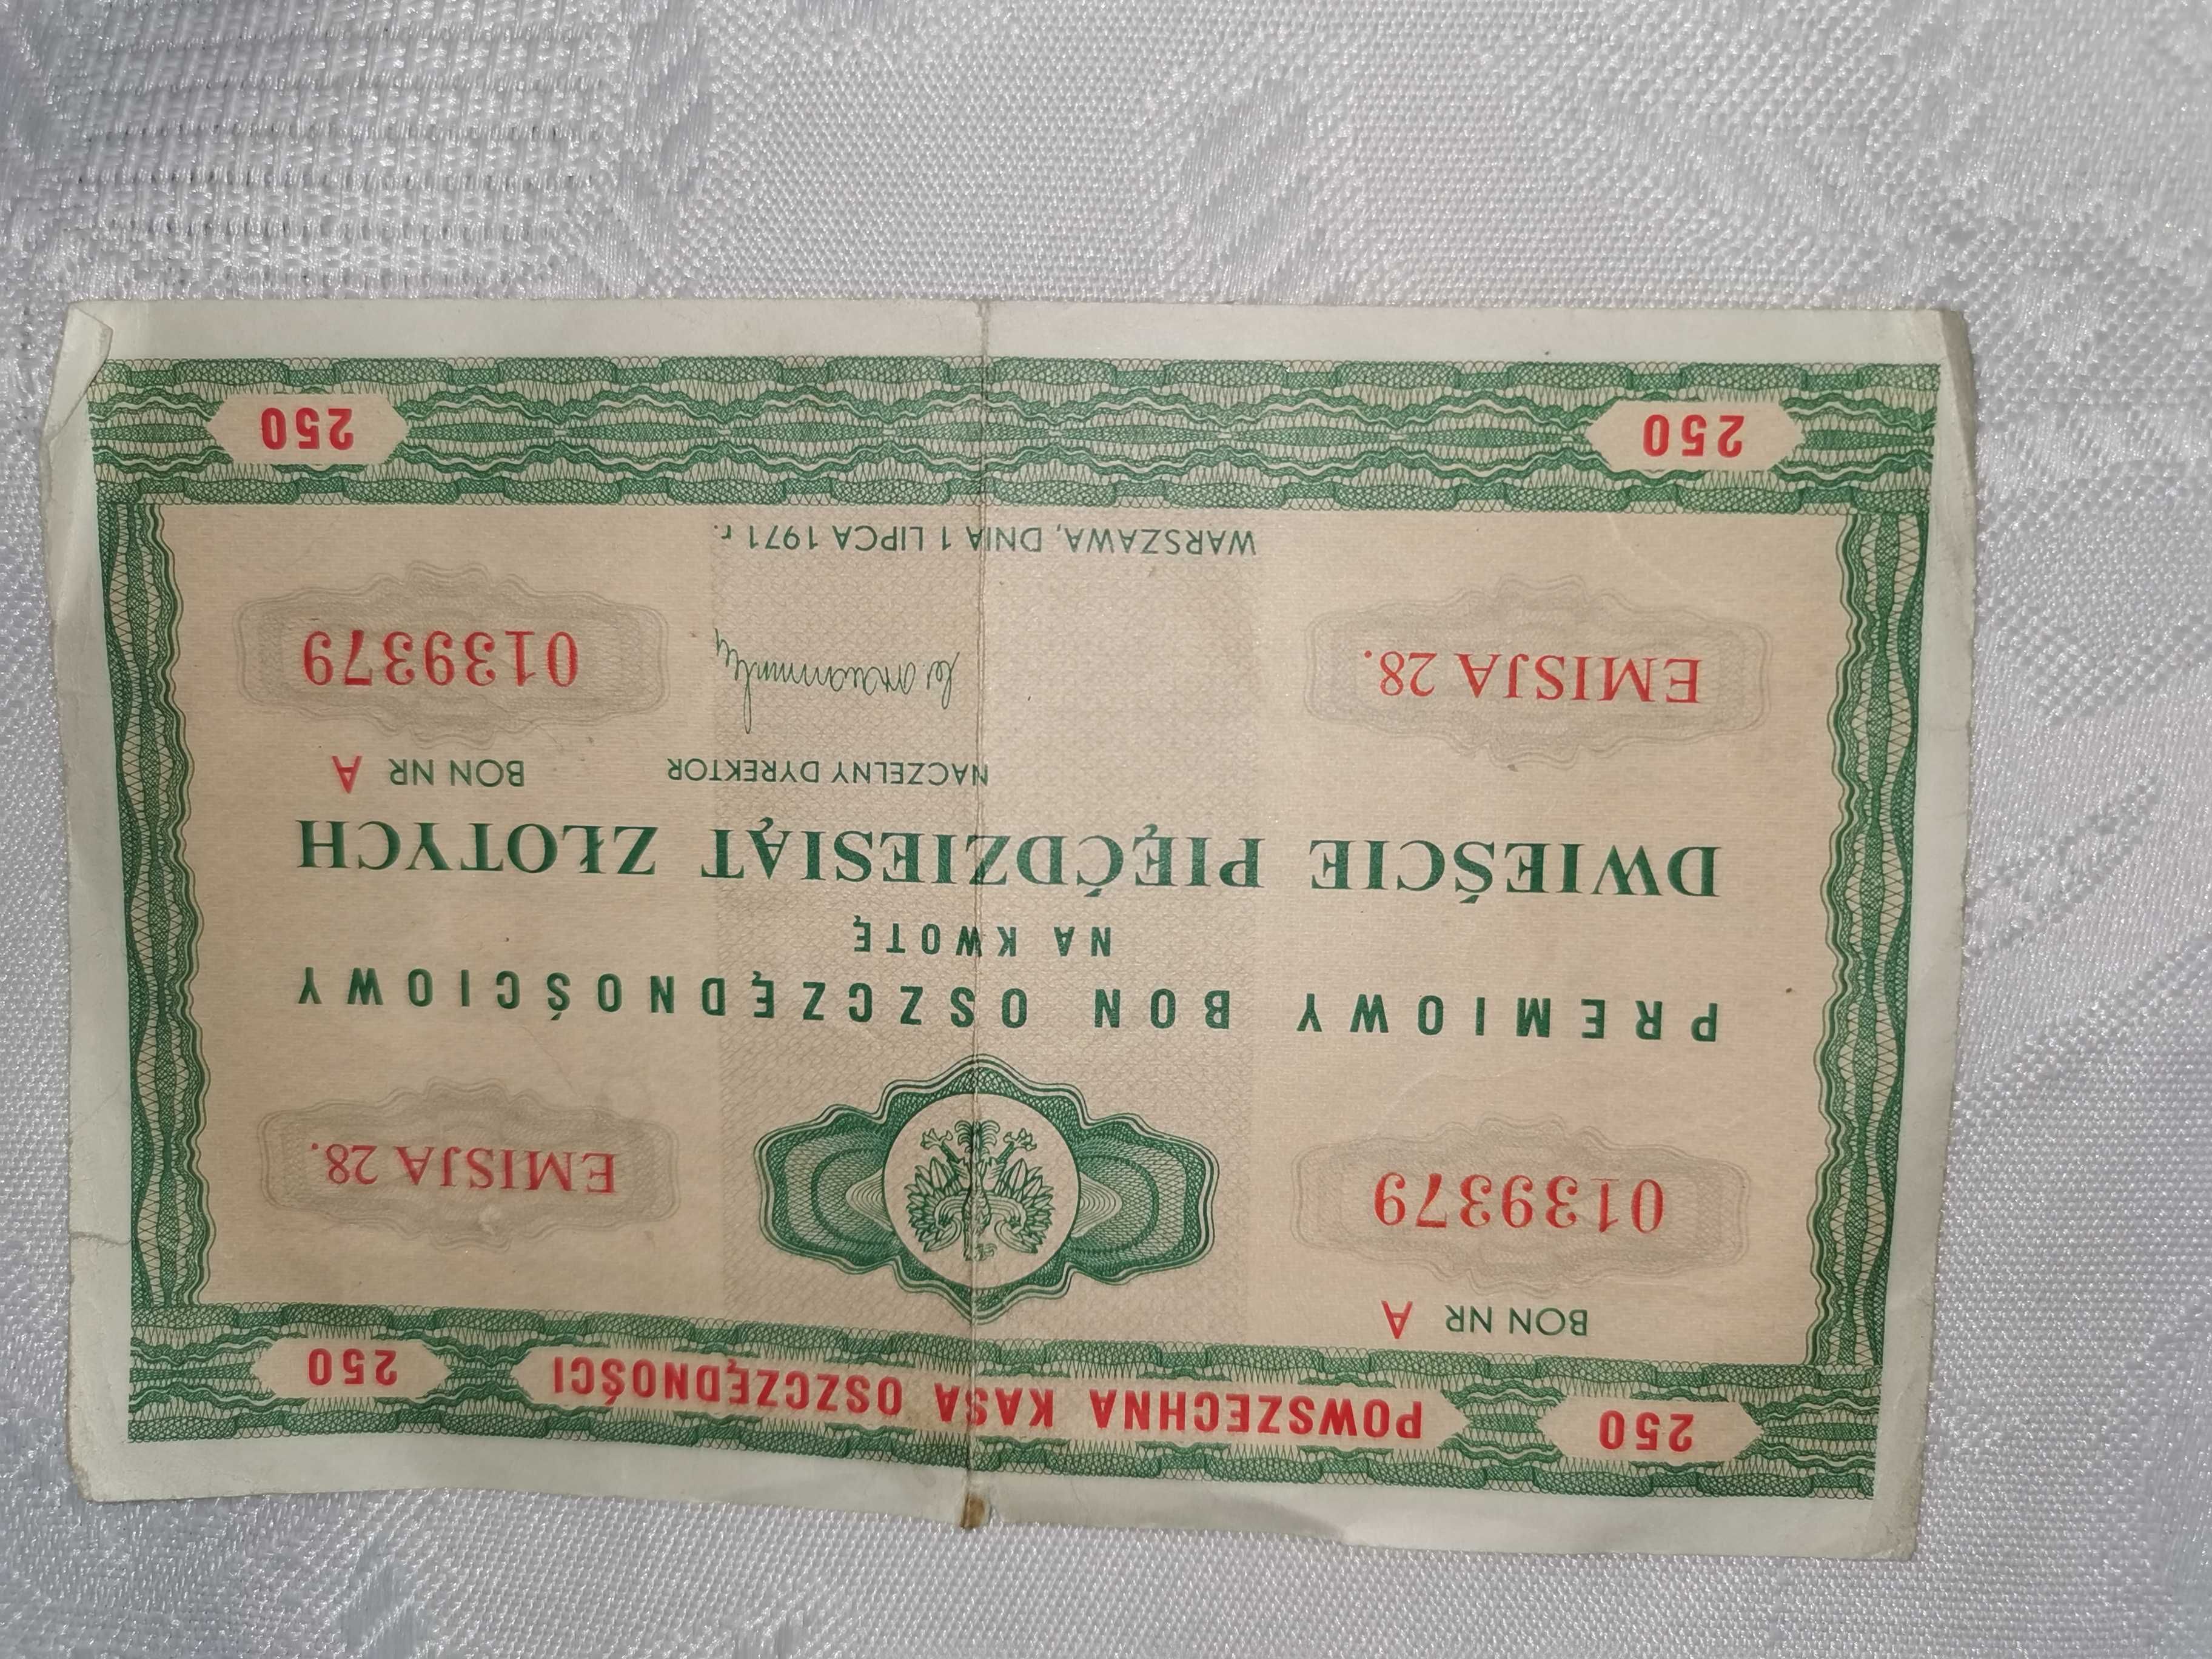 250 POWSZECHNA KASA OSZCZĘDNOŚCI 250
BON NR A
0139379 EMISJA 28.
PREMIOWY BON OSZCZĘDNOŚCIOWY
NA KWOTĘ
DWIEŚCIE PIĘĆDZIESIĄT ZŁOTYCH
NACZELNY DYREKTOR BON NR A
EMISJA 28. 0139379
WARSZAWA, DNIA 1 LIPCA 1971 r.
250 250